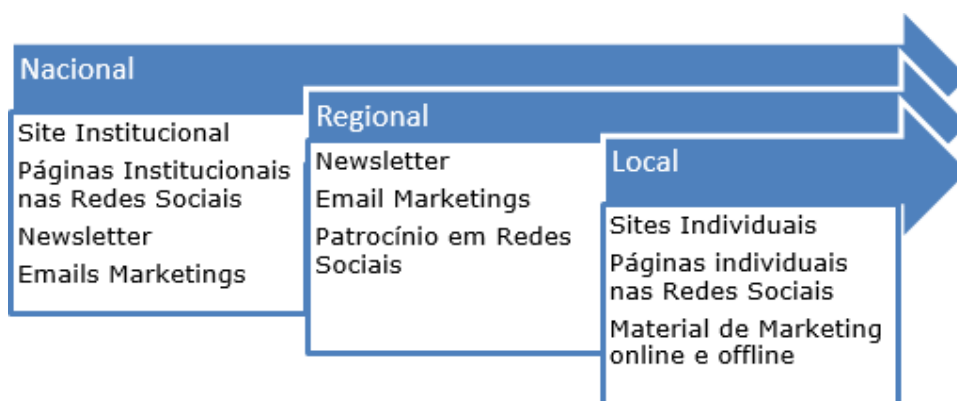 Nacional
Site Institucional
Páginas Institucionais
nas Redes Sociais
Newsletter
Emails Marketings
Regional
Newsletter
Email Marketings
Patrocínio em Redes
Sociais
Local
Sites Individuais
Páginas individuais
nas Redes Sociais
Material de Marketing
online e offline